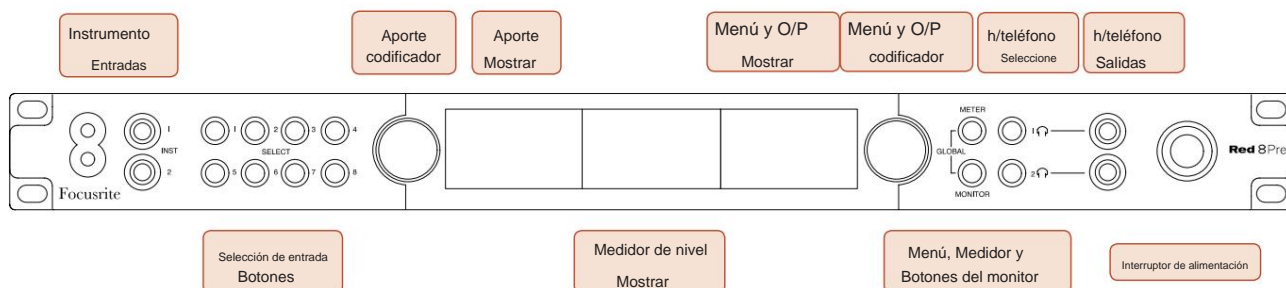 Instrumento
Entradas
Aporte
codificador
Aporte
Mostrar
Menú y O/P
Mostrar
Menú y O/P
codificador
h/teléfono
Seleccione
h/teléfono
Salidas
1
INST
2
Focusrite
1
2
3
4
SELECT
5
6
7
8
METER
GLOBAL
MONITOR
1
2
Red 8Pre
Selección de entrada
Botones
Medidor de nivel
Mostrar
Menú, Medidor y
Botones del monitor
Interruptor de alimentación